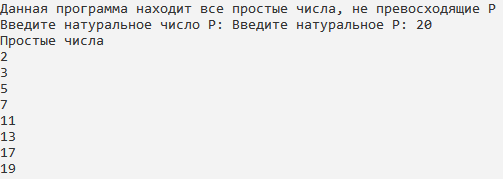 Данная программа находит все простые числа, не превосходящие P
Введите натуральное число P: Введите натуральное P: 20
Простые числа
2
3
5
7
11
13
17
19